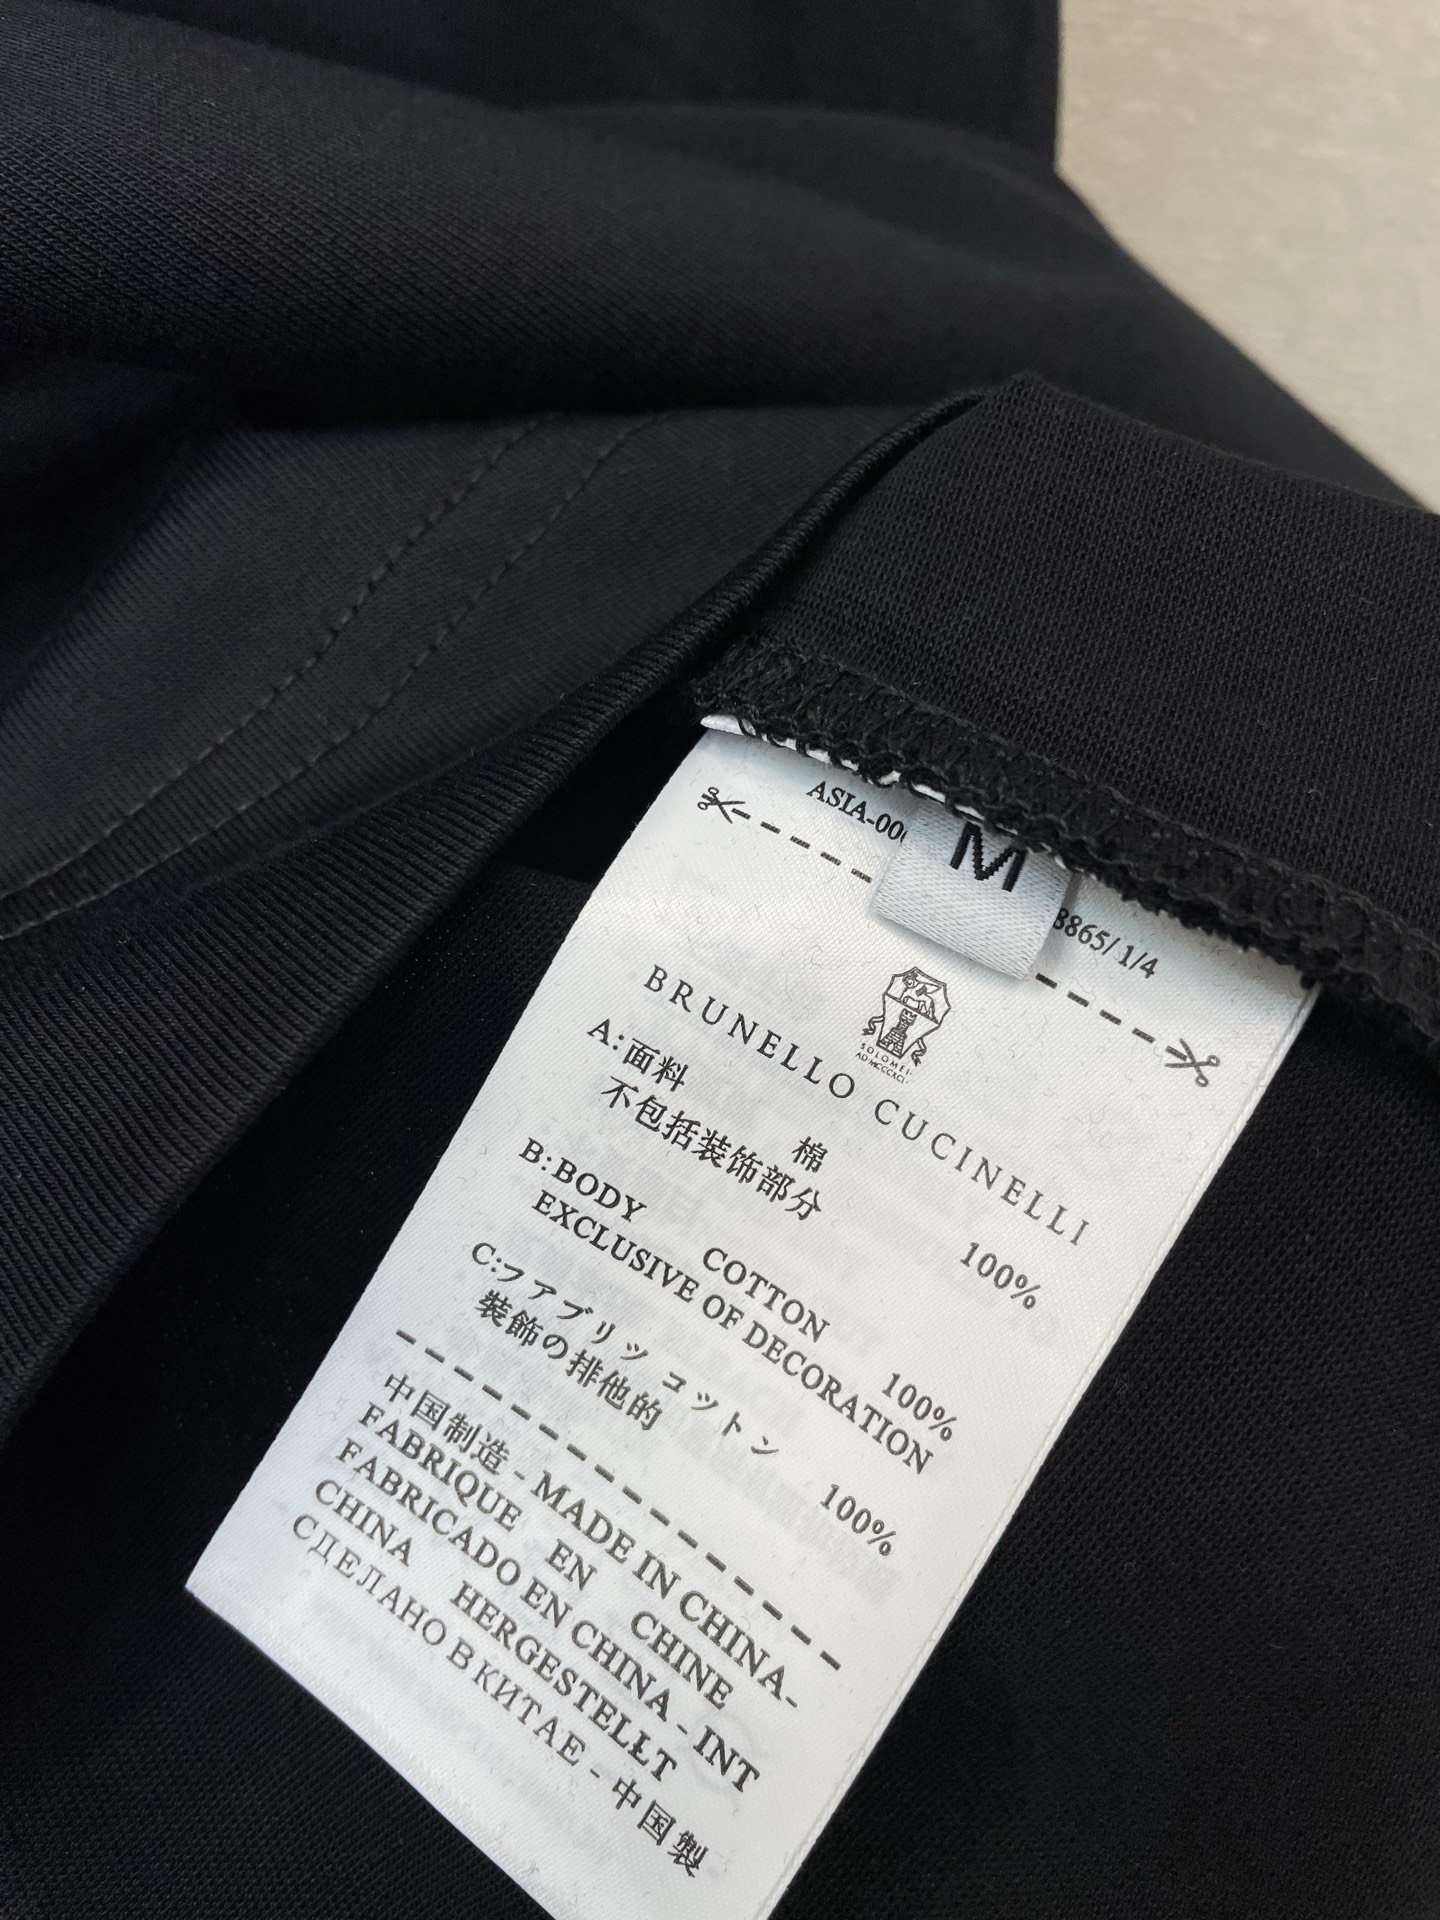 ASIA-00
M
8865/1/4
SOLOMEI
BRUNELLO CUCINELLI
A:面料 棉 100%
不包括装饰部分
B:BODY COTTON 100%
EXCLUSIVE OF DECORATION
C:ファブリツ コットン 100%
装飾の排他的
中国制造 - MADE IN CHINA-
FABRIQUE EN CHINE
FABRICADO EN CHINA - INT
CHINA HERGESTELŁT
СДЕЛАНО В КИТАЕ - 中国製